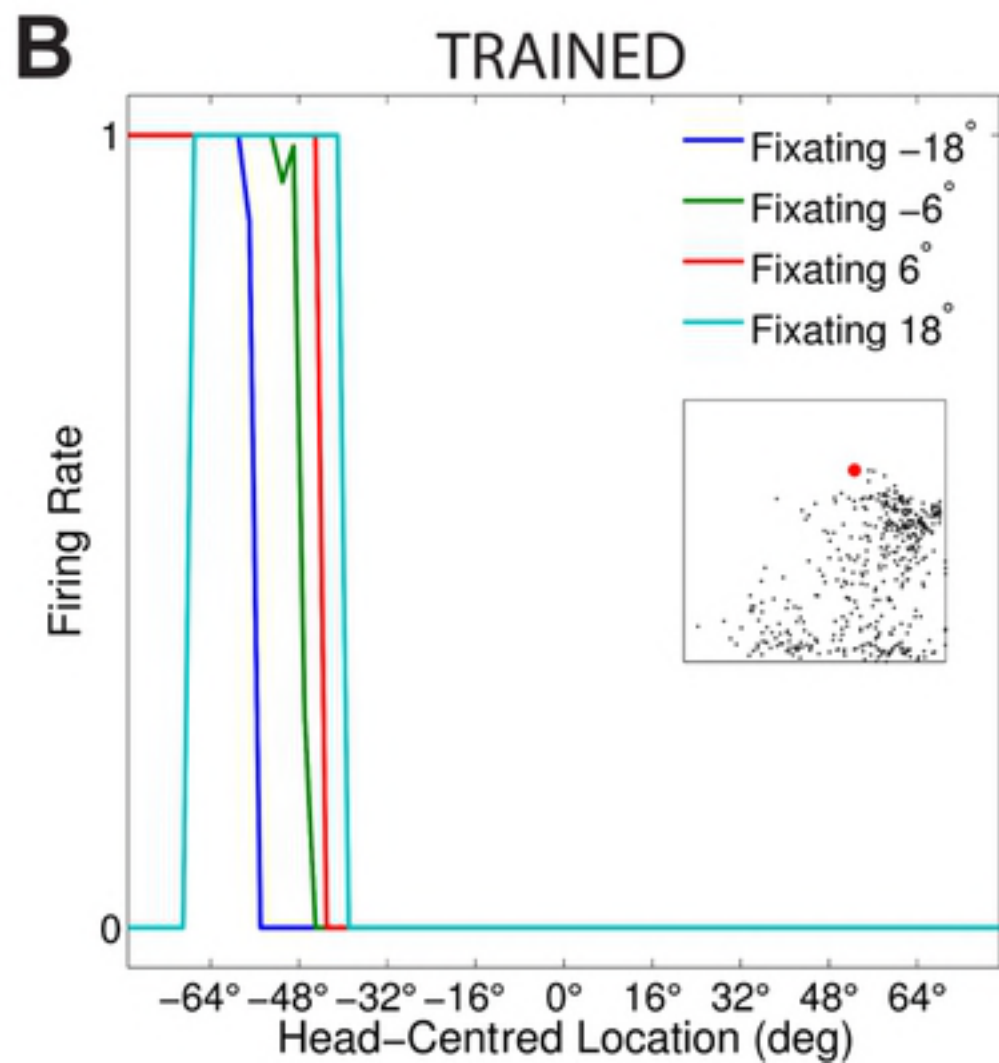 B
TRAINED
1
Fixating −18°
Fixating −6°
Fixating 6°
Fixating 18°
Firing Rate
0
−64° −48° −32° −16° 0° 16° 32° 48° 64°
Head−Centred Location (deg)